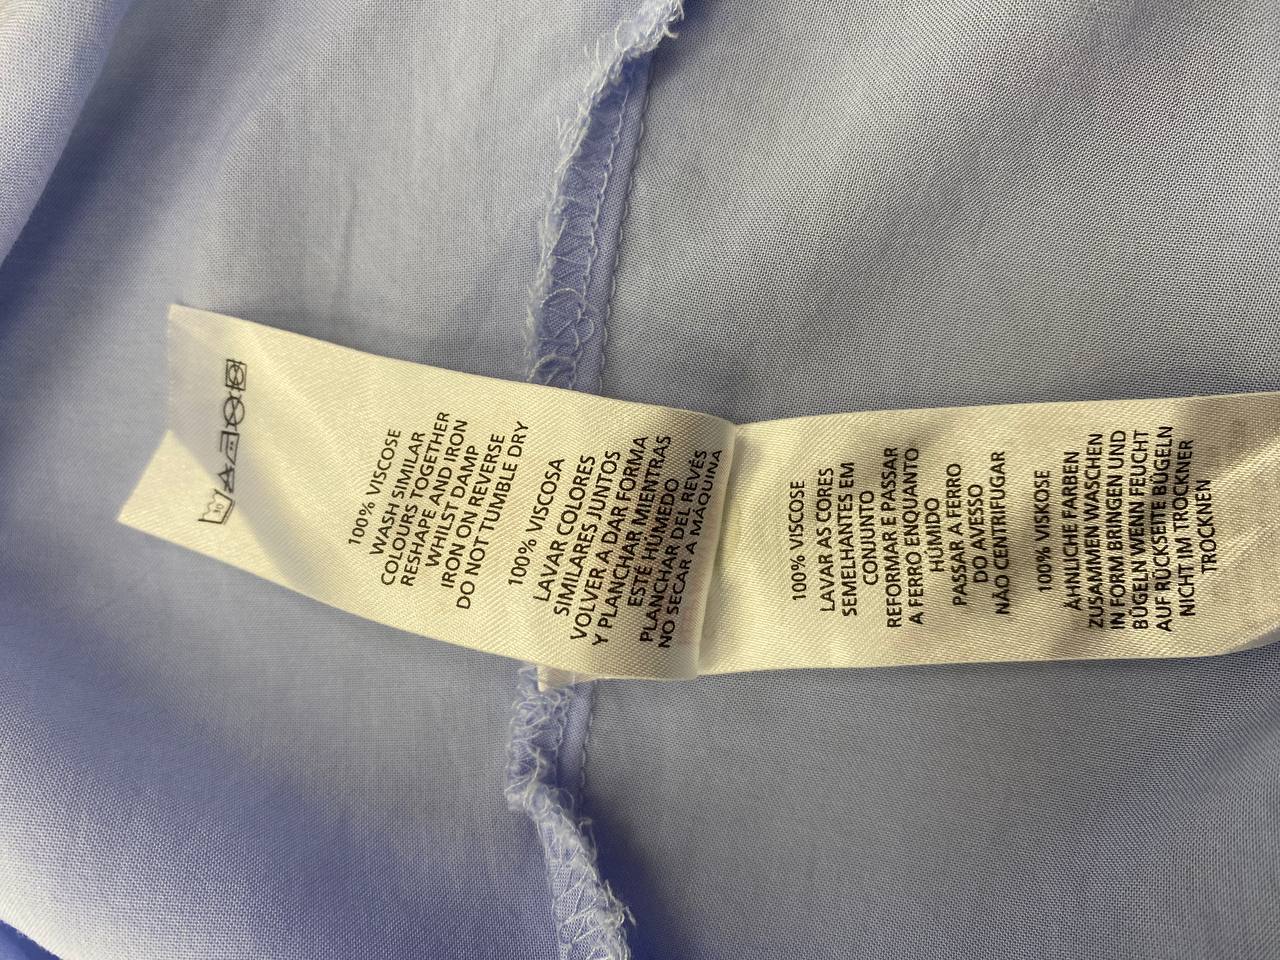 100% VISCOSE
WASH SIMILAR
COLOURS TOGETHER
RESHAPE AND IRON
WHILST DAMP
IRON ON REVERSE
DO NOT TUMBLE DRY
100% VISCOSA
LAVAR COLORES
SIMILARES JUNTOS
VOLVER A DAR FORMA
Y PLANCHAR MIENTRAS
ESTÉ HÚMEDO
PLANCHAR DEL REVÉS
NO SECAR A MÁQUINA
100% VISCOSE
LAVAR AS CORES
SEMELHANTES EM
CONJUNTO
REFORMAR E PASSAR
A FERRO ENQUANTO
HÚMIDO
PASSAR A FERRO
DO AVESSO
NÃO CENTRIFUGAR
100% VISKOSE
ÄHNLICHE FARBEN
ZUSAMMEN WASCHEN
IN FORM BRINGEN UND
BÜGELN WENN FEUCHT
AUF RÜCKSEITE BÜGELN
NICHT IM TROCKNER
TROCKNEN